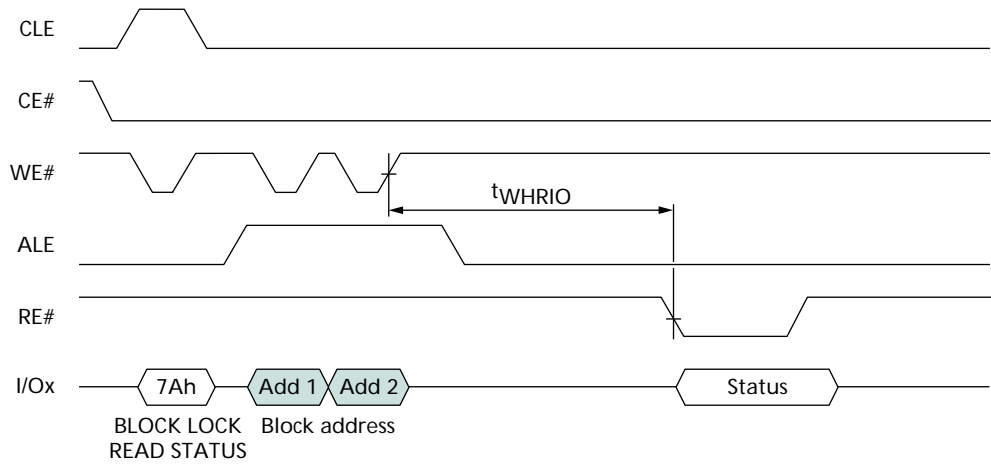 CLE
CE#
WE#
tWHRIO
ALE
RE#
I/Ox
7Ah
Add 1
Add 2
Status
BLOCK LOCK
READ STATUS
Block address